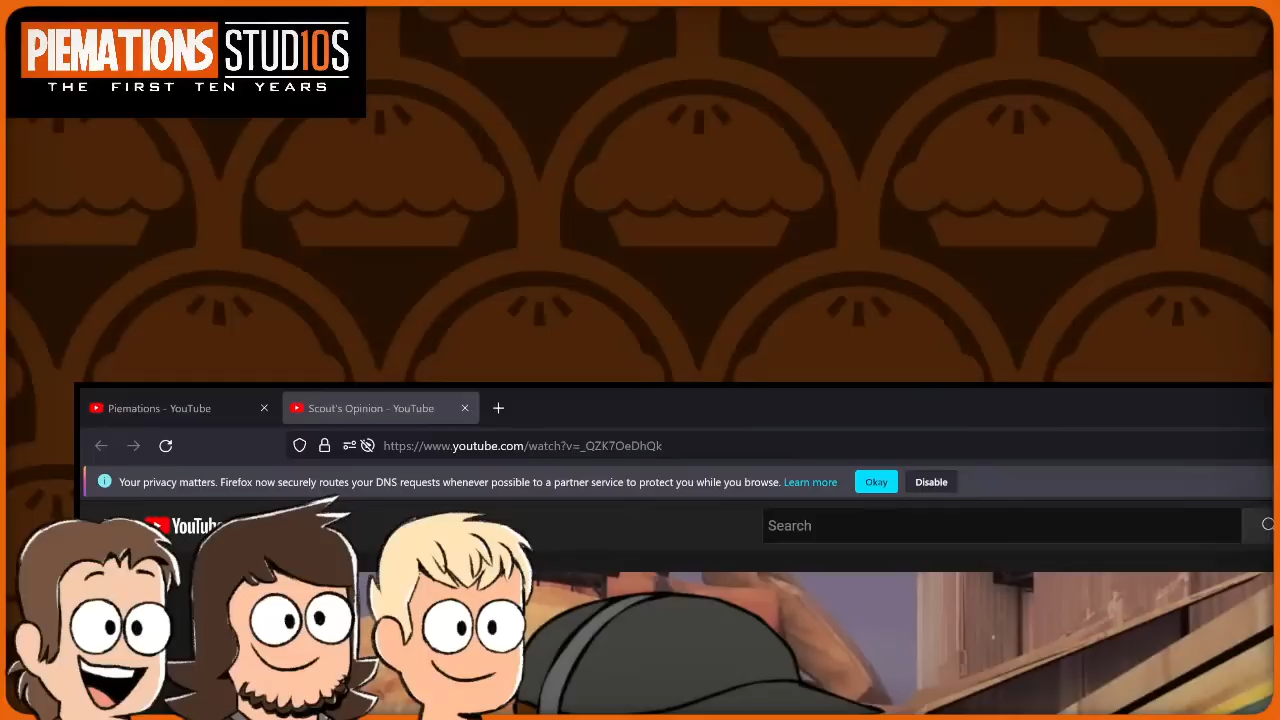 PIEMATIONS STUD10S
THE FIRST TEN YEARS
Piemations - YouTube
Scout's Opinion - YouTube
https://www.youtube.com/watch?v=_QZK7OeDhQk
Your privacy matters. Firefox now securely routes your DNS requests whenever possible to a partner service to protect you while you browse. Learn more
Okay
Disable
YouTube
Search